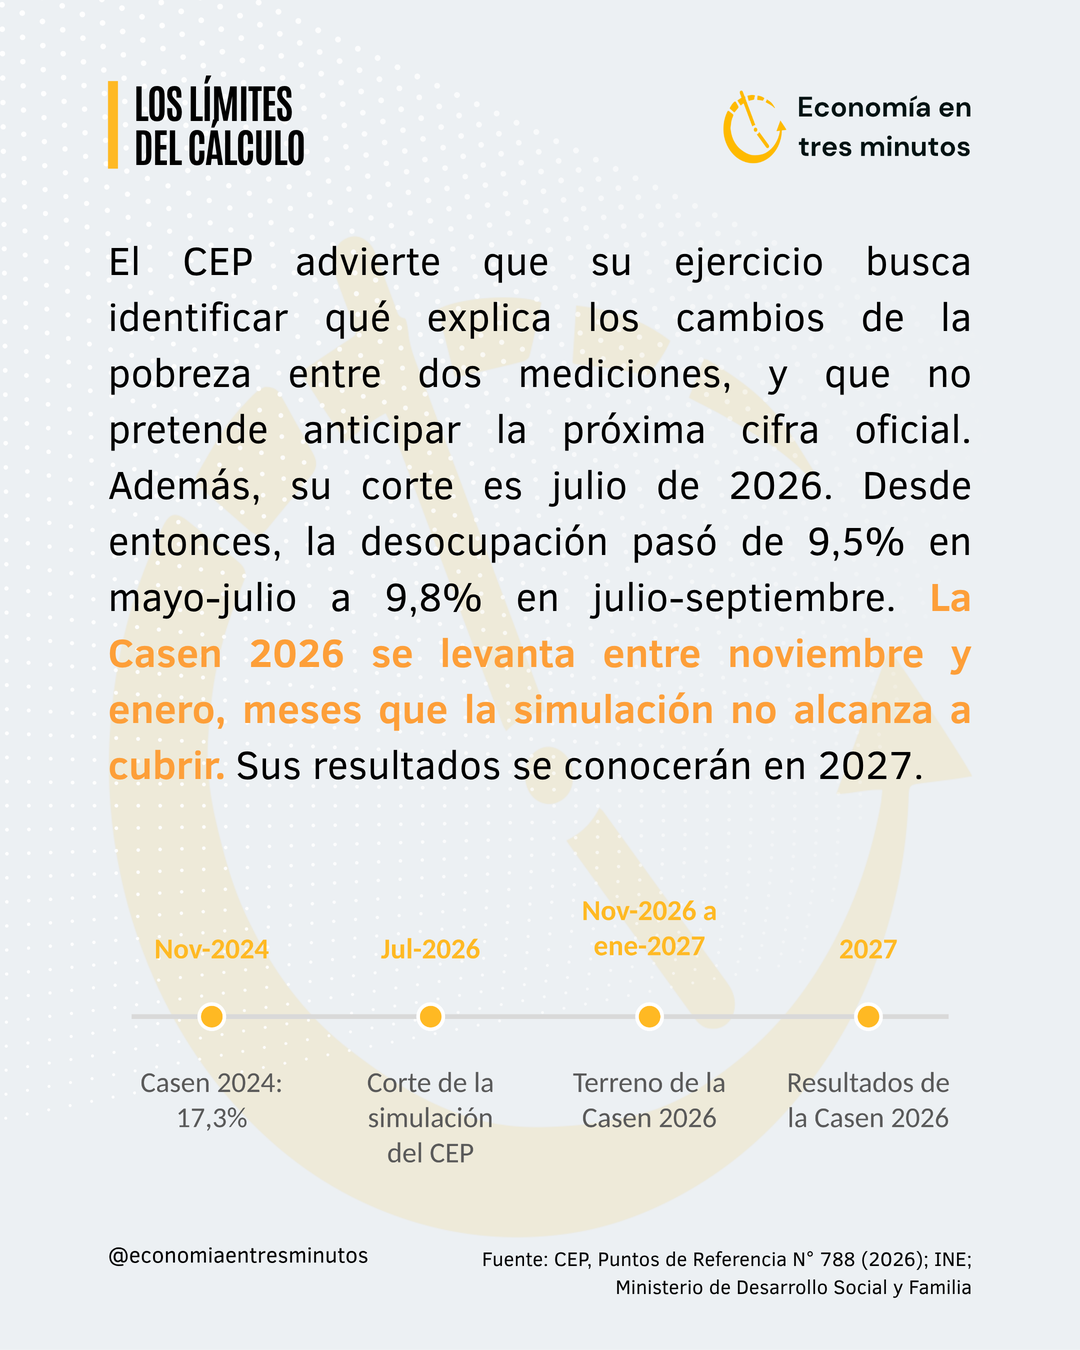 LOS LÍMITES
DEL CÁLCULO
Economía en
tres minutos
El CEP advierte que su ejercicio busca
identificar qué explica los cambios de la
pobreza entre dos mediciones, y que no
pretende anticipar la próxima cifra oficial.
Además, su corte es julio de 2026. Desde
entonces, la desocupación pasó de 9,5% en
mayo-julio a 9,8% en julio-septiembre. La
Casen 2026 se levanta entre noviembre y
enero, meses que la simulación no alcanza a
cubrir. Sus resultados se conocerán en 2027.
Nov-2024
Jul-2026
Nov-2026 a
ene-2027
2027
Casen 2024:
17,3%
Corte de la
simulación
del CEP
Terreno de la
Casen 2026
Resultados de
la Casen 2026
@economiaentresminutos
Fuente: CEP, Puntos de Referencia N° 788 (2026); INE;
Ministerio de Desarrollo Social y Familia